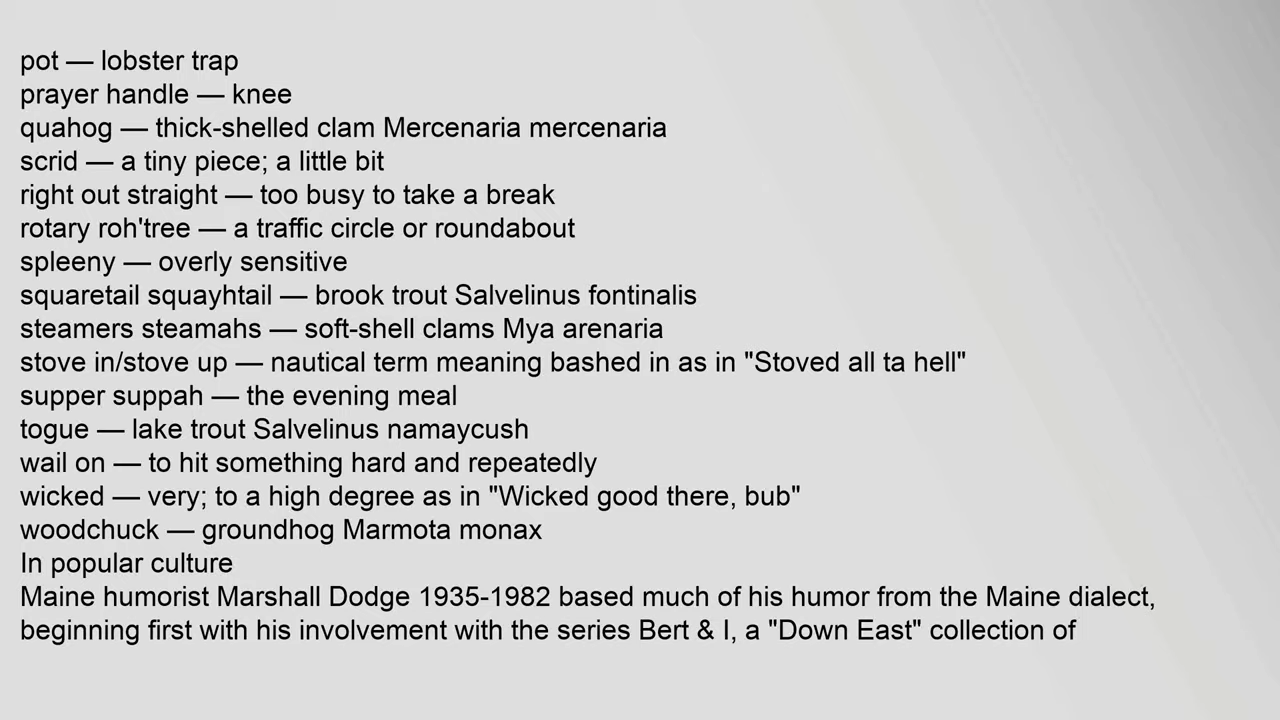 pot — lobster trap
prayer handle — knee
quahog — thick-shelled clam Mercenaria mercenaria
scrid — a tiny piece; a little bit
right out straight — too busy to take a break
rotary roh'tree — a traffic circle or roundabout
spleeny — overly sensitive
squaretail squayhtail — brook trout Salvelinus fontinalis
steamers steamahs — soft-shell clams Mya arenaria
stove in/stove up — nautical term meaning bashed in as in "Stoved all ta hell"
supper suppah — the evening meal
togue — lake trout Salvelinus namaycush
wail on — to hit something hard and repeatedly
wicked — very; to a high degree as in "Wicked good there, bub"
woodchuck — groundhog Marmota monax
In popular culture
Maine humorist Marshall Dodge 1935-1982 based much of his humor from the Maine dialect,
beginning first with his involvement with the series Bert & I, a "Down East" collection of